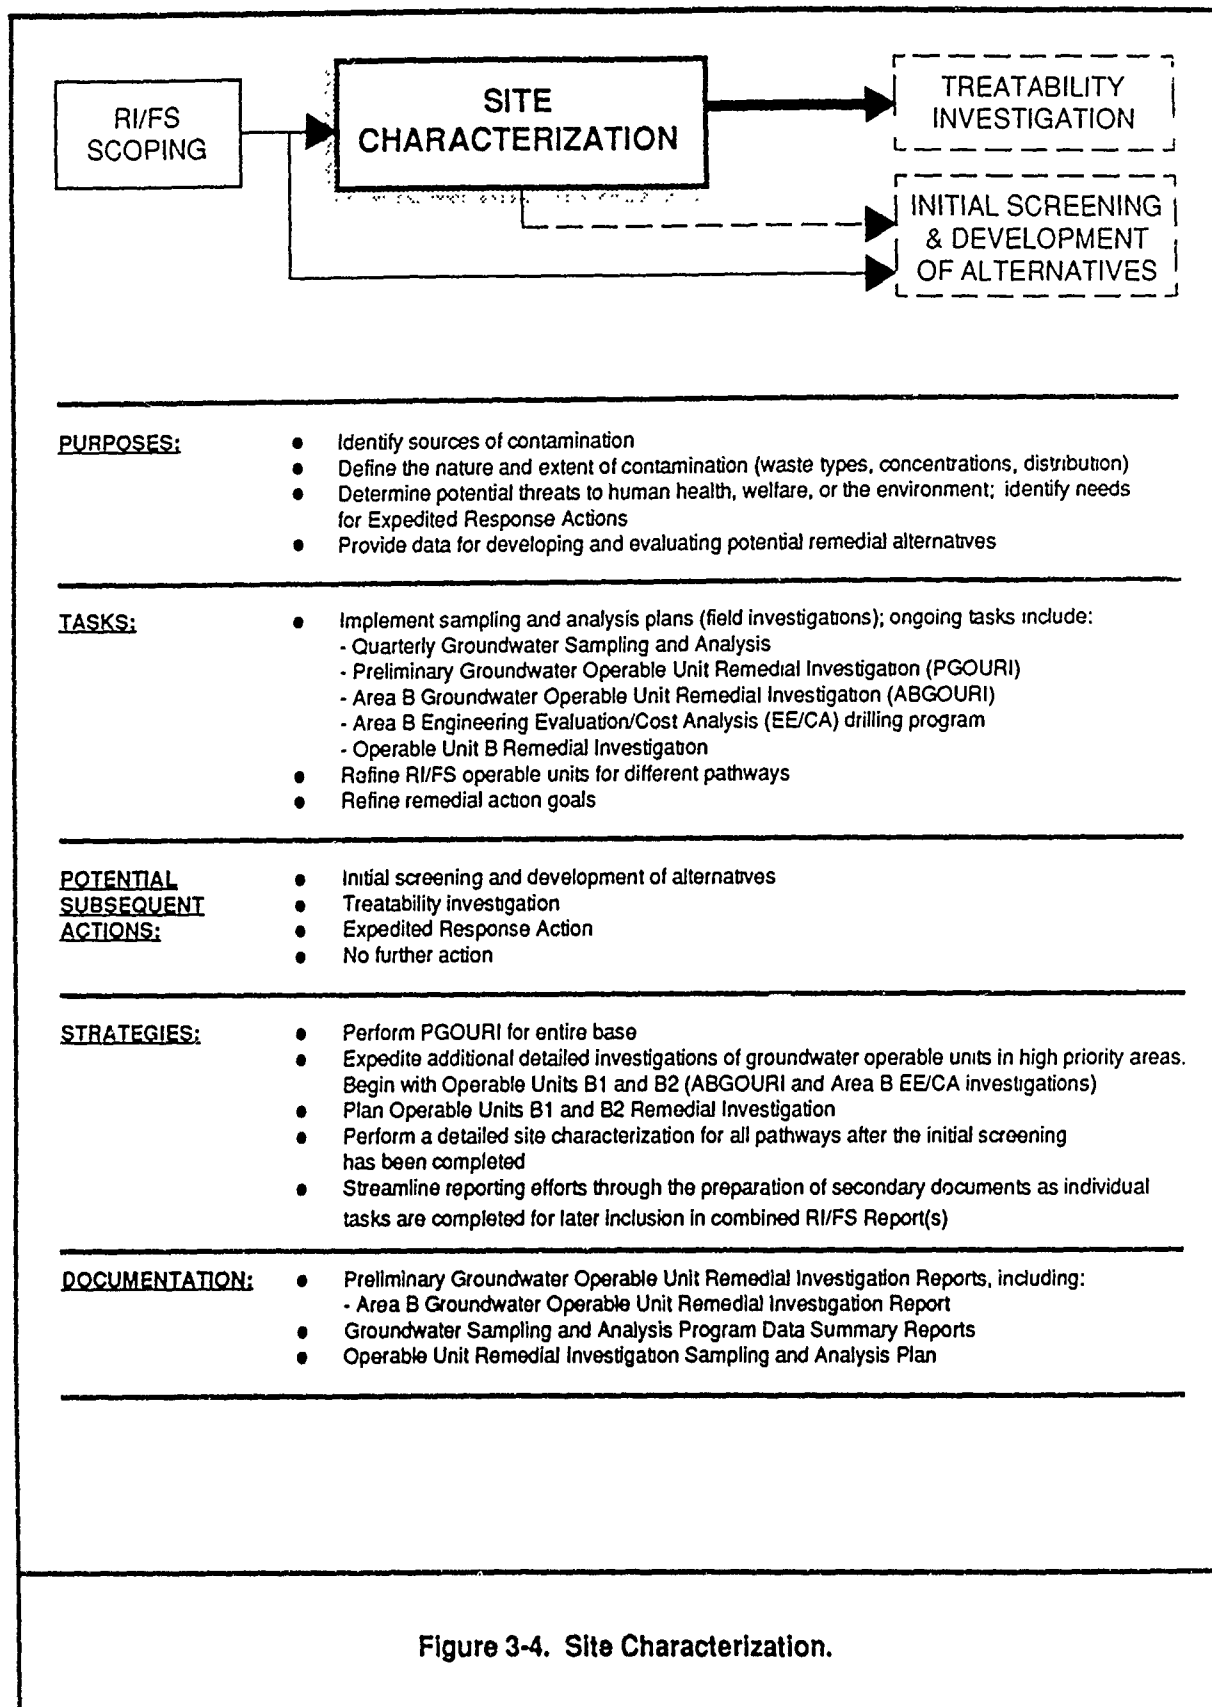 RI/FS
SCOPING
SITE
CHARACTERIZATION
TREATABILITY
INVESTIGATION
INITIAL SCREENING
& DEVELOPMENT
OF ALTERNATIVES
PURPOSES:
● Identify sources of contamination
● Define the nature and extent of contamination (waste types, concentrations, distribution)
● Determine potential threats to human health, welfare, or the environment; identify needs
for Expedited Response Actions
● Provide data for developing and evaluating potential remedial alternatives
TASKS:
● Implement sampling and analysis plans (field investigations); ongoing tasks include:
- Quarterly Groundwater Sampling and Analysis
- Preliminary Groundwater Operable Unit Remedial Investigation (PGOURI)
- Area B Groundwater Operable Unit Remedial Investigation (ABGOURI)
- Area B Engineering Evaluation/Cost Analysis (EE/CA) drilling program
- Operable Unit B Remedial Investigation
● Refine RI/FS operable units for different pathways
● Refine remedial action goals
POTENTIAL
SUBSEQUENT
ACTIONS:
● Initial screening and development of alternatives
● Treatability investigation
● Expedited Response Action
● No further action
STRATEGIES:
● Perform PGOURI for entire base
● Expedite additional detailed investigations of groundwater operable units in high priority areas.
Begin with Operable Units B1 and B2 (ABGOURI and Area B EE/CA investigations)
● Plan Operable Units B1 and B2 Remedial Investigation
● Perform a detailed site characterization for all pathways after the initial screening
has been completed
● Streamline reporting efforts through the preparation of secondary documents as individual
tasks are completed for later inclusion in combined RI/FS Report(s)
DOCUMENTATION:
● Preliminary Groundwater Operable Unit Remedial Investigation Reports, including:
- Area B Groundwater Operable Unit Remedial Investigation Report
● Groundwater Sampling and Analysis Program Data Summary Reports
● Operable Unit Remedial Investigation Sampling and Analysis Plan
Figure 3-4. Site Characterization.